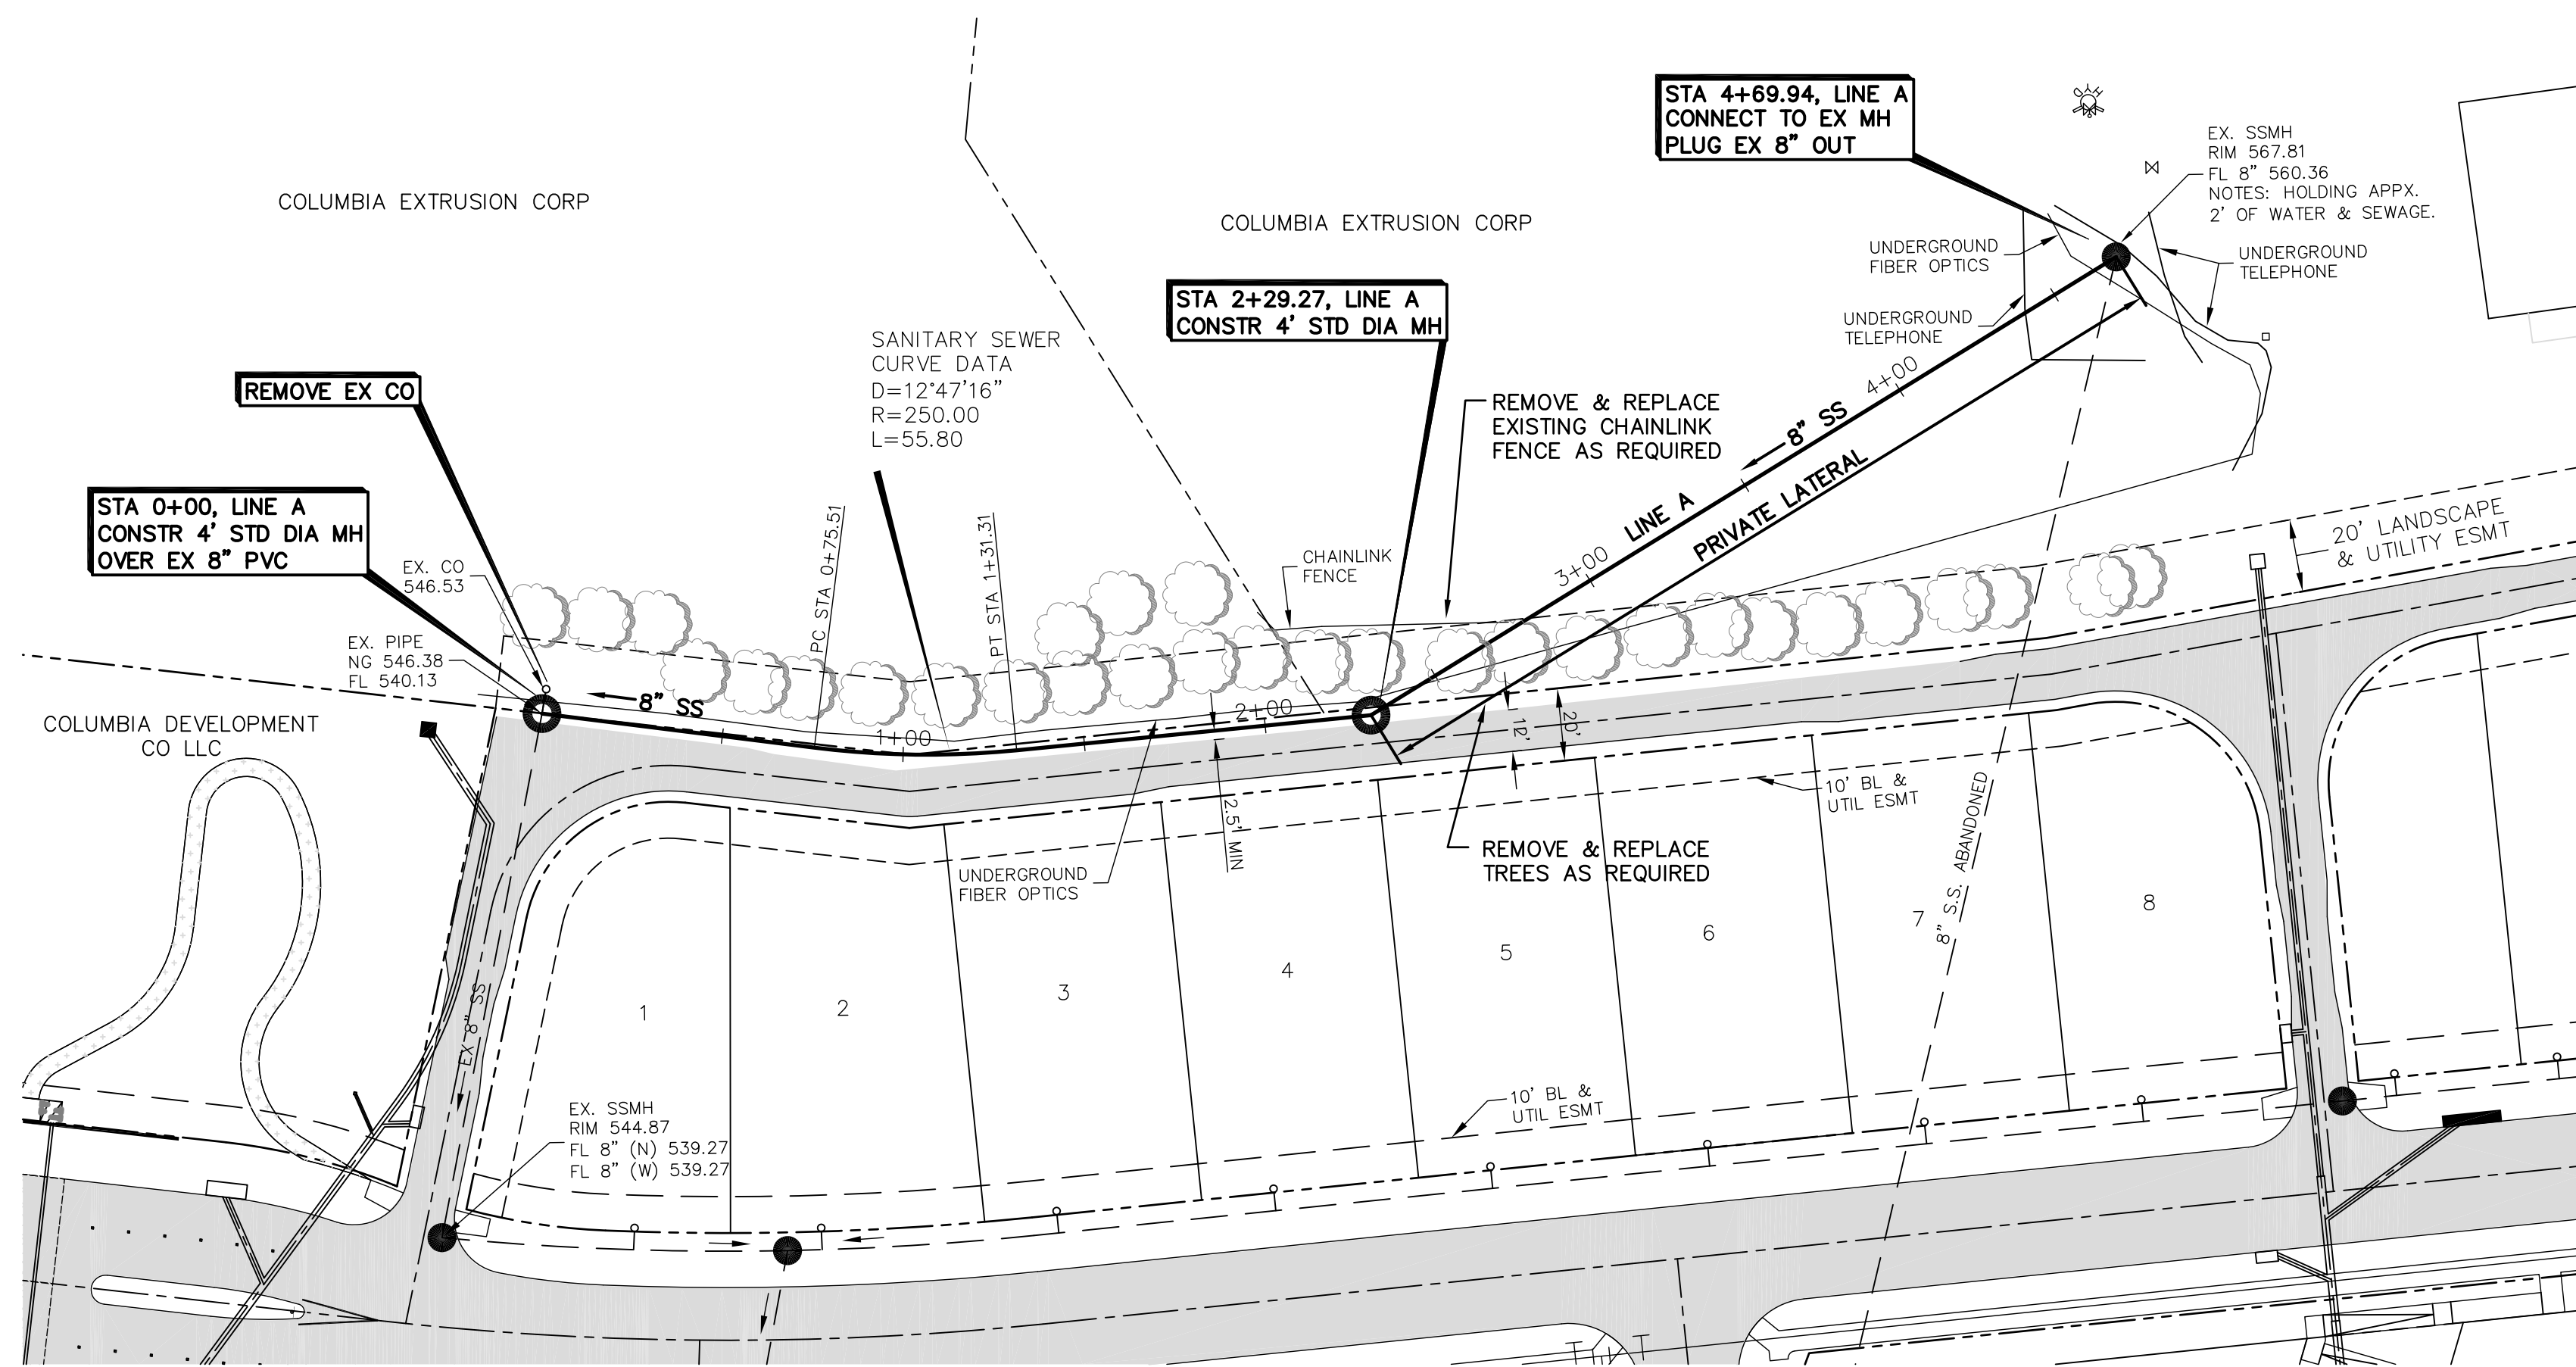 STA 4+69.94, LINE A
CONNECT TO EX MH
PLUG EX 8" OUT
EX. SSMH
RIM 567.81
FL 8" 560.36
NOTES: HOLDING APPX.
2' OF WATER & SEWAGE.
COLUMBIA EXTRUSION CORP
COLUMBIA EXTRUSION CORP
UNDERGROUND
FIBER OPTICS
UNDERGROUND
TELEPHONE
STA 2+29.27, LINE A
CONSTR 4' STD DIA MH
UNDERGROUND
TELEPHONE
SANITARY SEWER
CURVE DATA
D=12°47'16"
R=250.00
L=55.80
REMOVE EX CO
REMOVE & REPLACE
EXISTING CHAINLINK
FENCE AS REQUIRED
4+00
8" SS
LINE A
PRIVATE LATERAL
3+00
STA 0+00, LINE A
CONSTR 4' STD DIA MH
OVER EX 8" PVC
EX. CO
546.53
PC STA 0+75.51
PT STA 1+31.31
CHAINLINK
FENCE
20' LANDSCAPE
& UTILITY ESMT
EX. PIPE
NG 546.38
FL 540.13
8" SS
1+00
2+00
COLUMBIA DEVELOPMENT
CO LLC
12'
20'
2.5' MIN
10' BL &
UTIL ESMT
8" S.S. ABANDONED
REMOVE & REPLACE
TREES AS REQUIRED
UNDERGROUND
FIBER OPTICS
1
2
3
4
5
6
7
8
EX 8" SS
EX. SSMH
RIM 544.87
FL 8" (N) 539.27
FL 8" (W) 539.27
10' BL &
UTIL ESMT